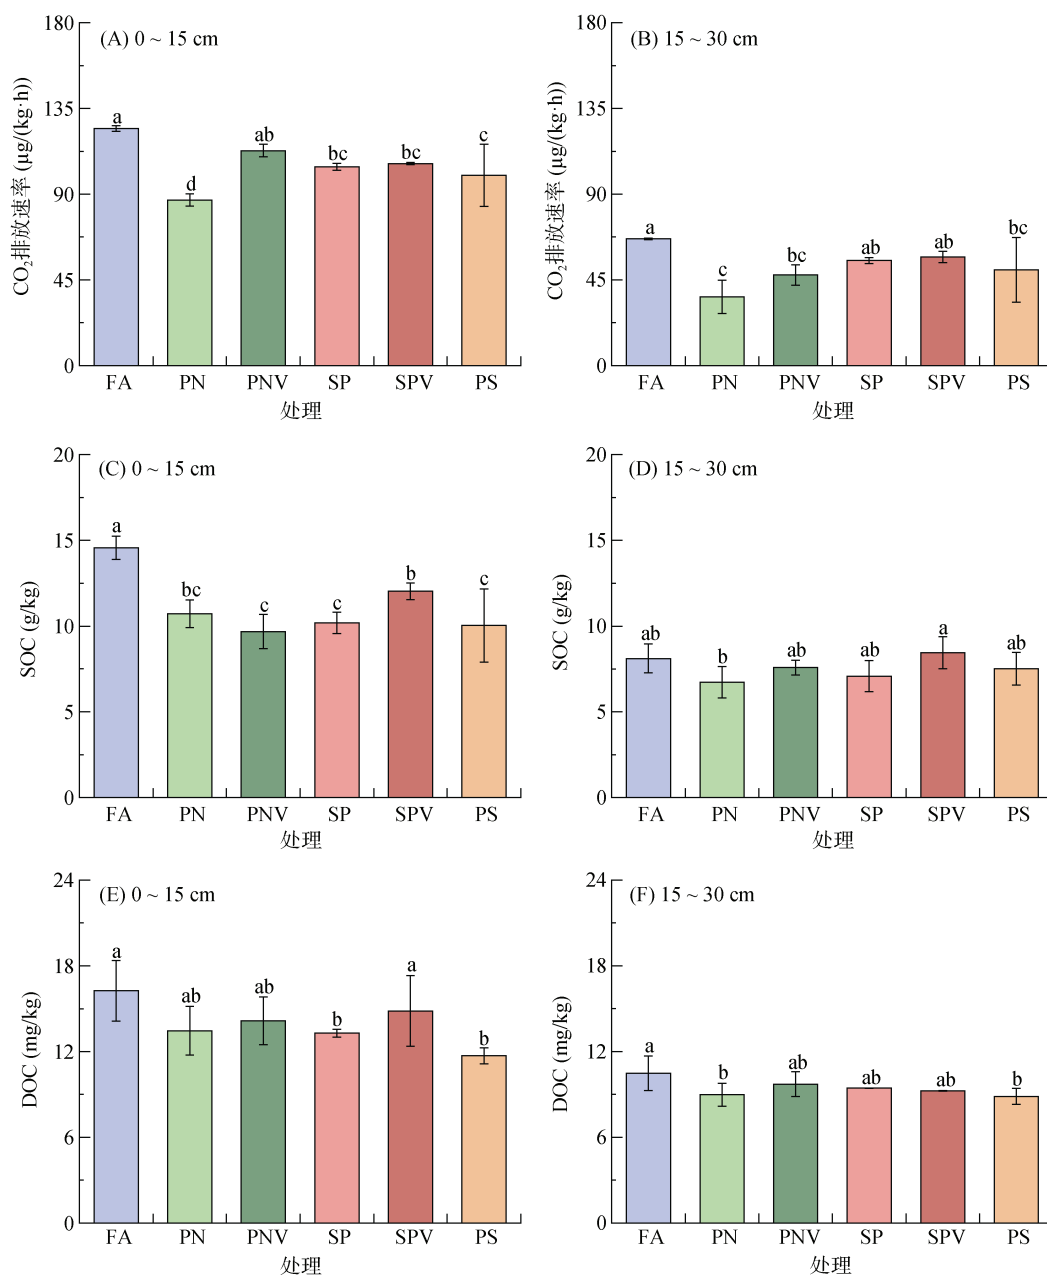 (A) 0 ~ 15 cm
CO₂排放速率 (μg/(kg·h))
180
135
90
45
0
a
d
ab
bc
bc
c
FA PN PNV SP SPV PS
处理
(B) 15 ~ 30 cm
CO₂排放速率 (μg/(kg·h))
180
135
90
45
0
a
c
bc
ab
ab
bc
FA PN PNV SP SPV PS
处理
(C) 0 ~ 15 cm
SOC (g/kg)
20
15
10
5
0
a
bc
c
c
b
c
FA PN PNV SP SPV PS
处理
(D) 15 ~ 30 cm
SOC (g/kg)
20
15
10
5
0
ab
b
ab
ab
a
ab
FA PN PNV SP SPV PS
处理
(E) 0 ~ 15 cm
DOC (mg/kg)
24
18
12
6
0
a
ab
ab
b
a
b
FA PN PNV SP SPV PS
处理
(F) 15 ~ 30 cm
DOC (mg/kg)
24
18
12
6
0
a
b
ab
ab
ab
b
FA PN PNV SP SPV PS
处理